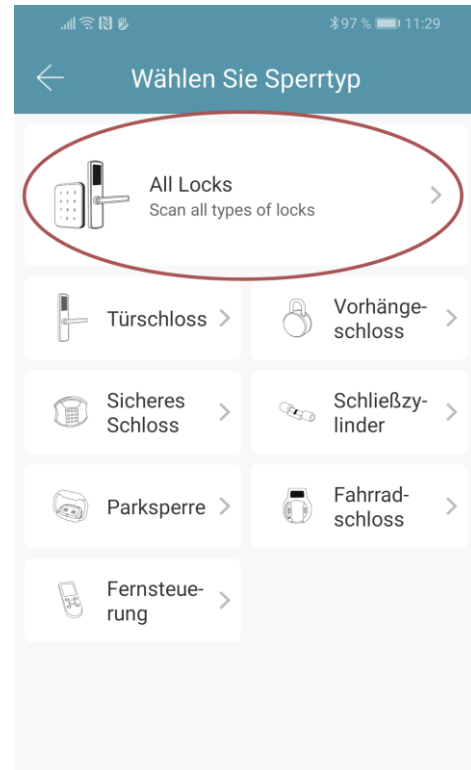 97 % 11:29
Wählen Sie Sperrtyp
All Locks
Scan all types of locks
Türschloss
Vorhänge-
schloss
Sicheres
Schloss
Schließzy-
linder
Parksperre
Fahrrad-
schloss
Fernsteue-
rung